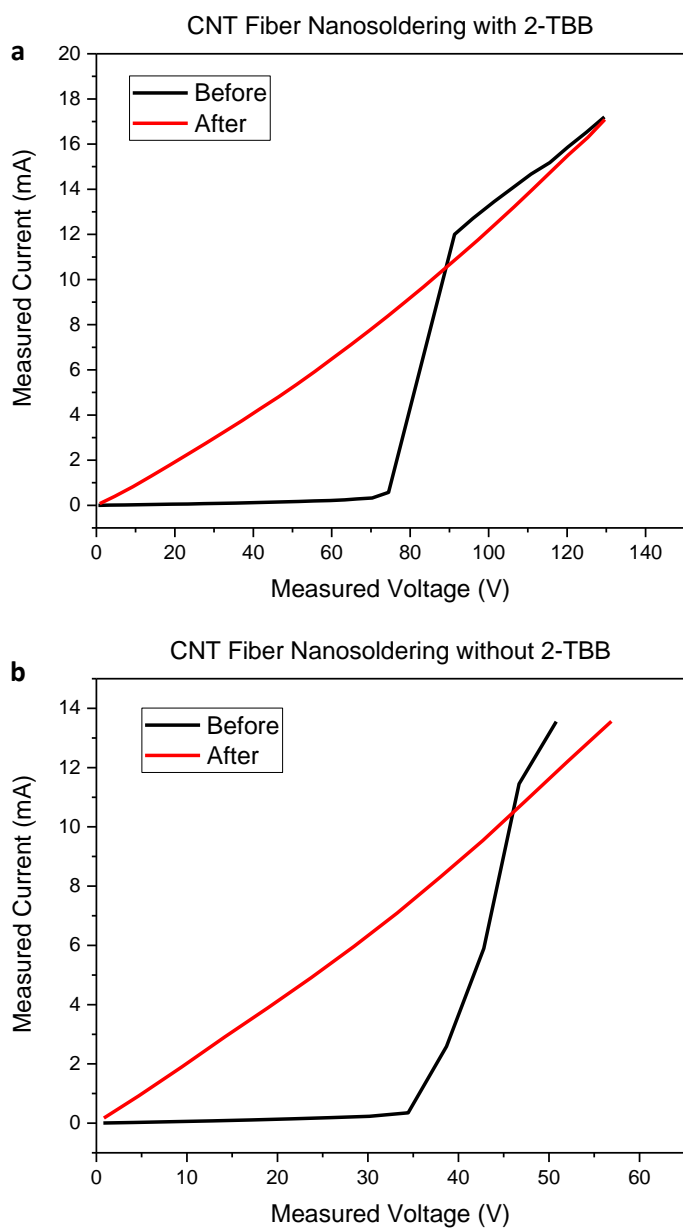 CNT Fiber Nanosoldering with 2-TBB
a
20
18
16
14
12
10
8
6
4
2
0
Measured Current (mA)
Before
After
0 20 40 60 80 100 120 140
Measured Voltage (V)
CNT Fiber Nanosoldering without 2-TBB
b
14
12
10
8
6
4
2
0
Measured Current (mA)
Before
After
0 10 20 30 40 50 60
Measured Voltage (V)